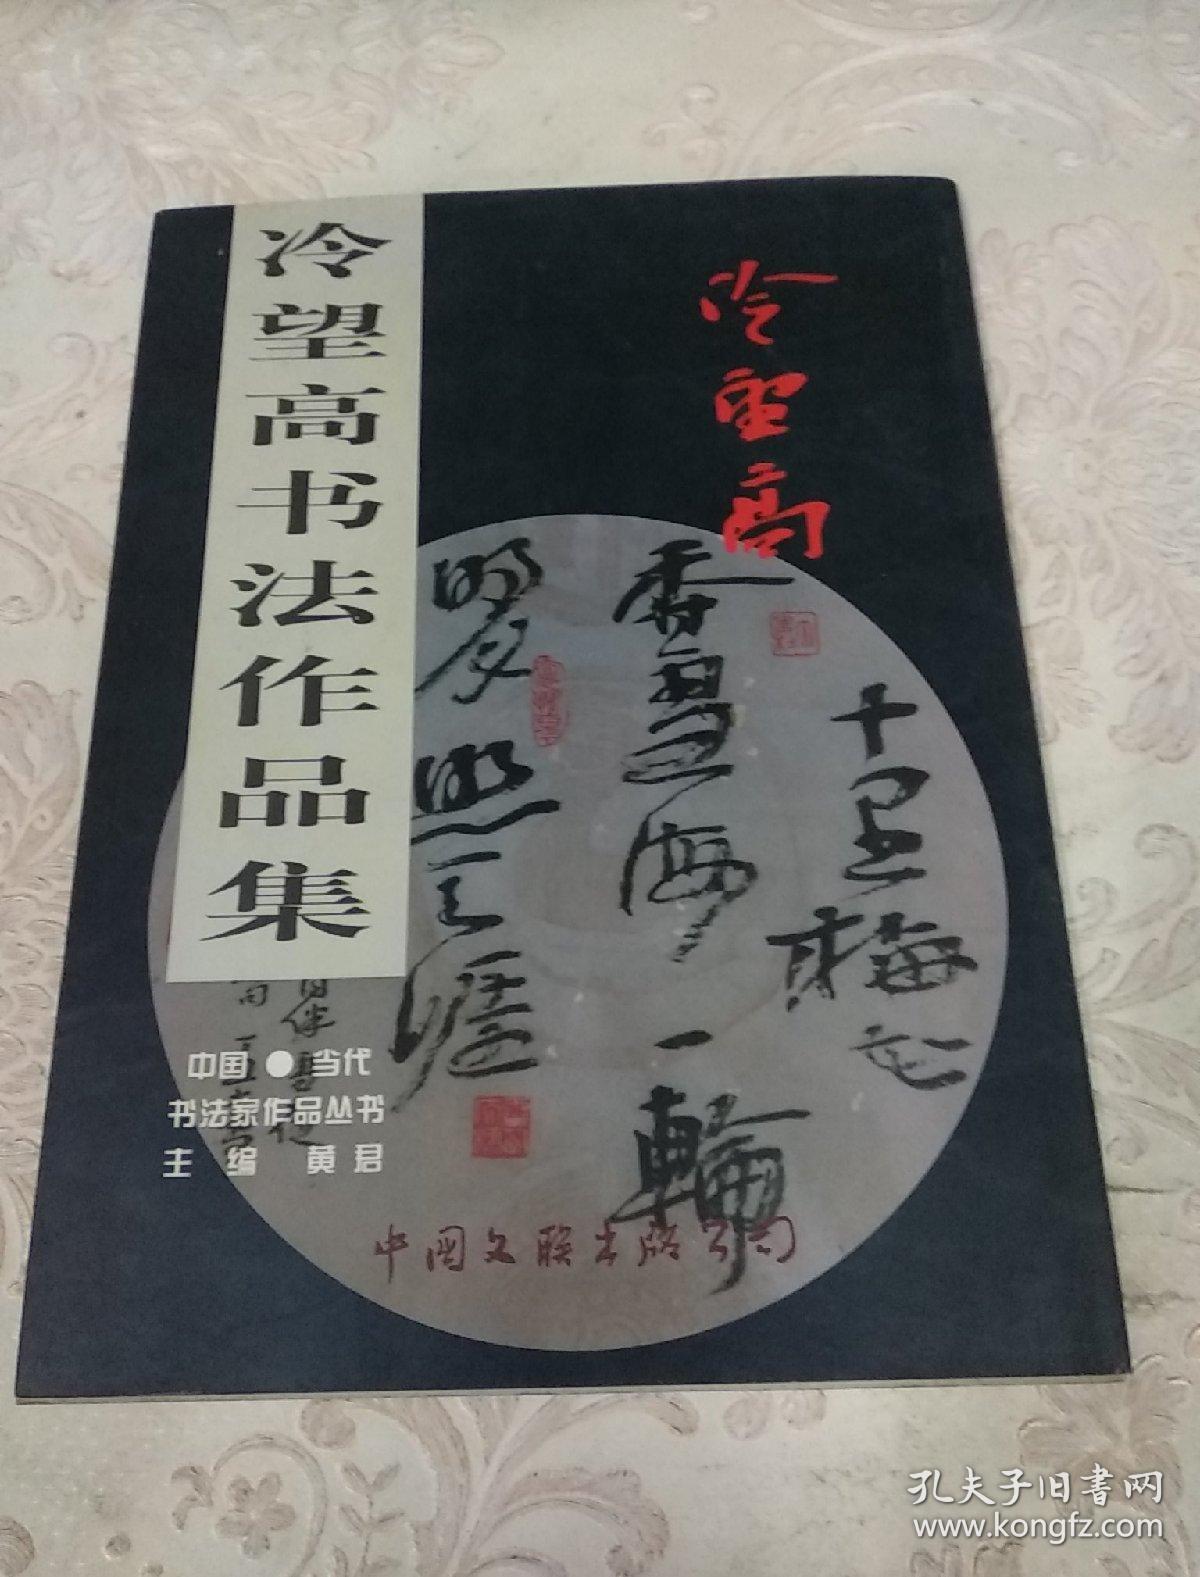 冷望高书法作品集
冷望高
十里梅花
香雪海一輪
明月照天涯
中国●当代
书法家作品丛书
主编 黄君
中国文联出版公司
孔夫子旧書网
www.kongfz.com